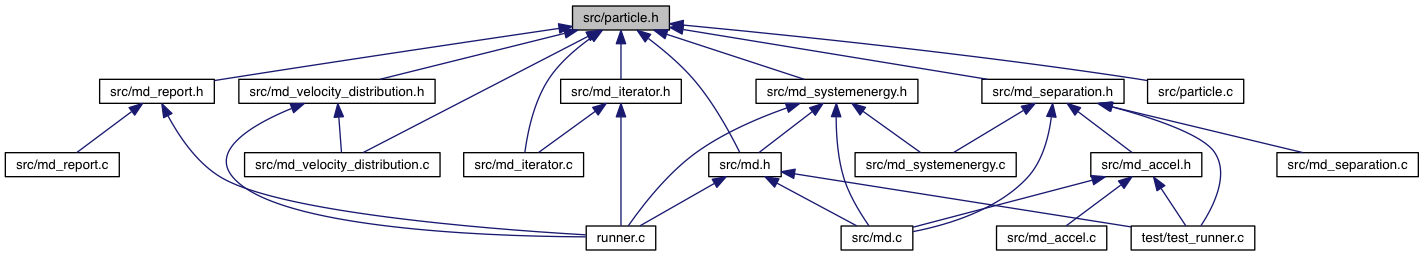 src/particle.h
src/md_report.h
src/md_velocity_distribution.h
src/md_iterator.h
src/md_systemenergy.h
src/md_separation.h
src/particle.c
src/md_report.c
src/md_velocity_distribution.c
src/md_iterator.c
src/md.h
src/md_systemenergy.c
src/md_accel.h
src/md_separation.c
runner.c
src/md.c
src/md_accel.c
test/test_runner.c